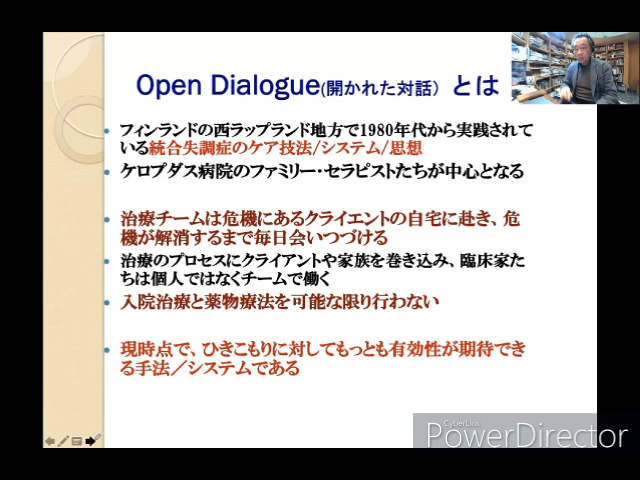 Open Dialogue(開かれた対話) とは
フィンランドの西ラップランド地方で1980年代から実践されて
いる統合失調症のケア技法/システム/思想
ケロプダス病院のファミリー・セラピストたちが中心となる
治療チームは危機にあるクライエントの自宅に赴き、危
機が解消するまで毎日会いつづける
治療のプロセスにクライアントや家族を巻き込み、臨床家た
ちは個人ではなくチームで働く
入院治療と薬物療法を可能な限り行わない
現時点で、ひきこもりに対してもっとも有効性が期待でき
る手法／システムである
CyberLink
PowerDirector